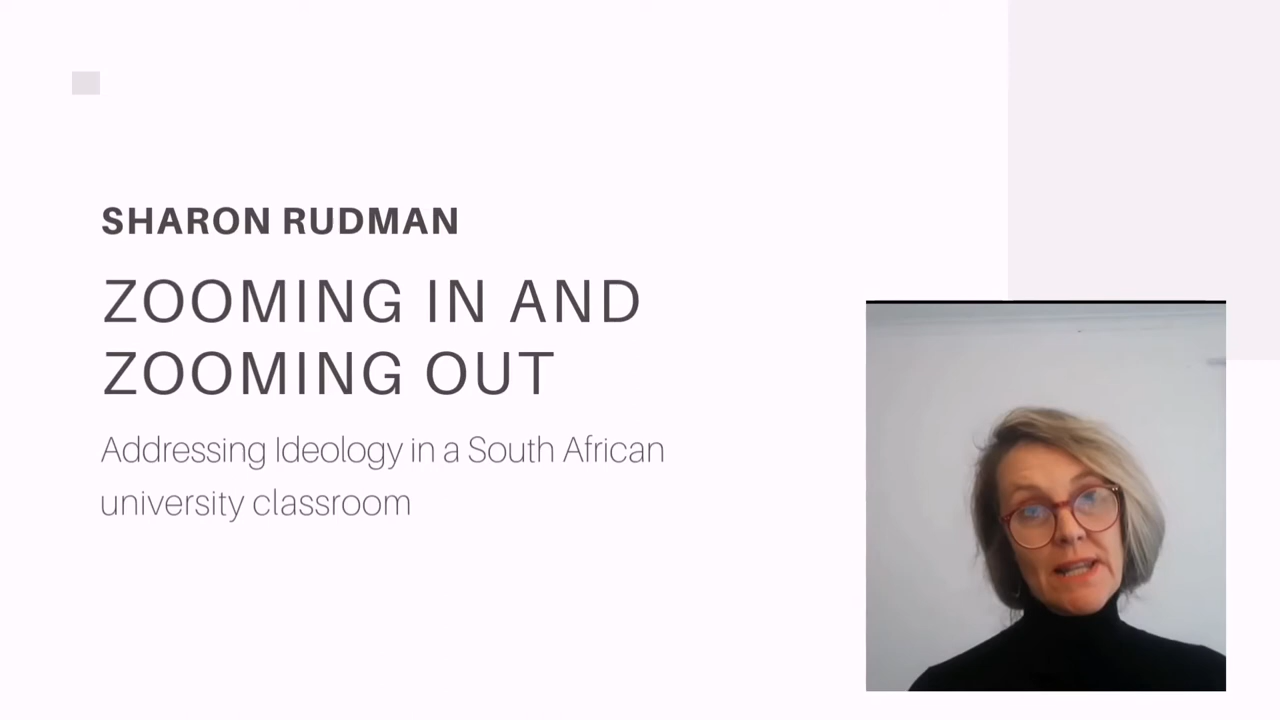 SHARON RUDMAN
ZOOMING IN AND
ZOOMING OUT
Addressing Ideology in a South African
university classroom